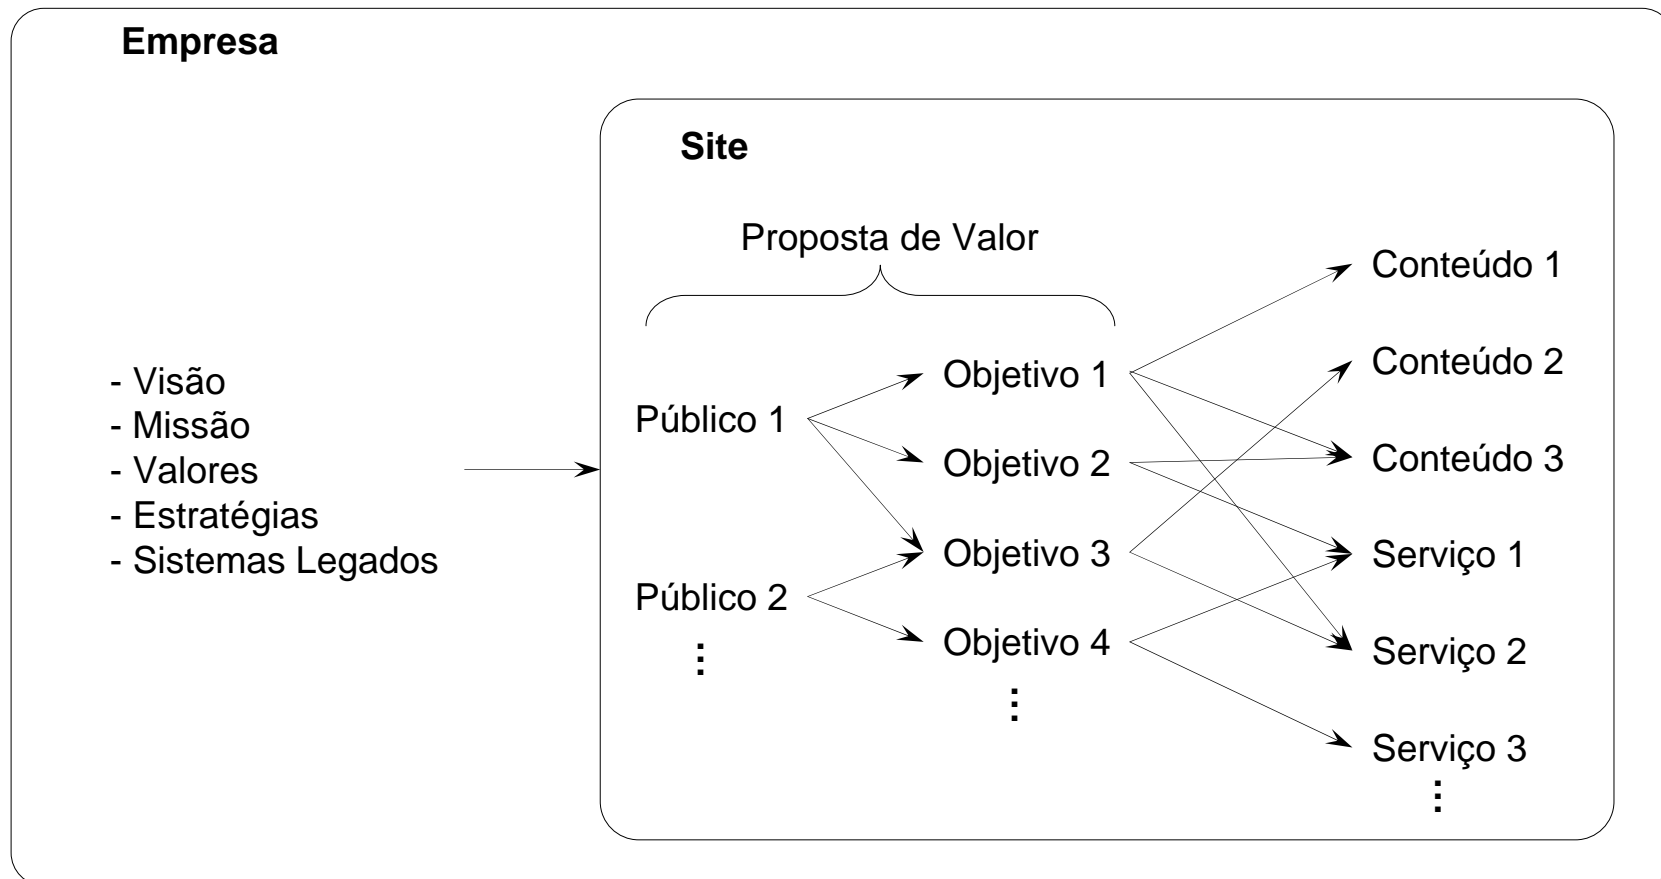 Empresa
Site
Proposta de Valor
- Visão
- Missão
- Valores
- Estratégias
- Sistemas Legados
Público 1
Público 2
...
Objetivo 1
Objetivo 2
Objetivo 3
Objetivo 4
...
Conteúdo 1
Conteúdo 2
Conteúdo 3
Serviço 1
Serviço 2
Serviço 3
...